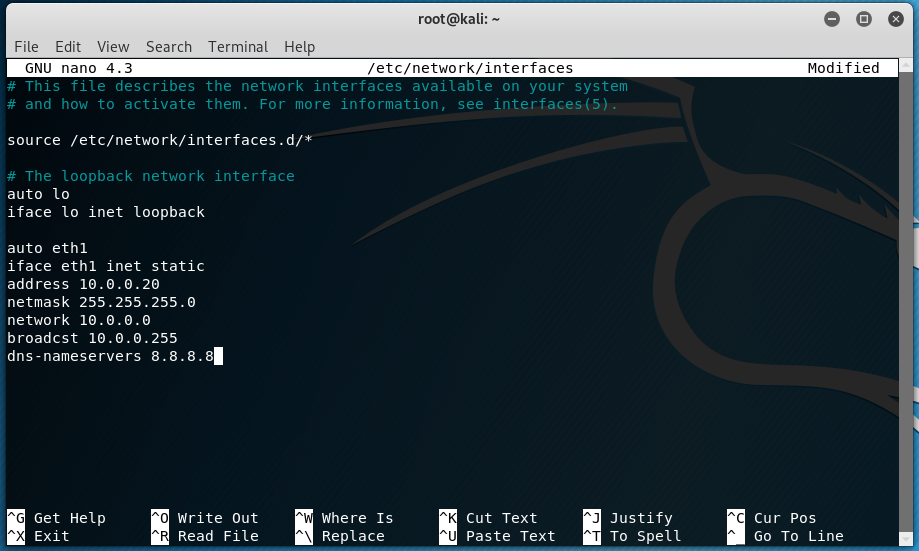 root@kali: ~
File Edit View Search Terminal Help
GNU nano 4.3 /etc/network/interfaces Modified
# This file describes the network interfaces available on your system
# and how to activate them. For more information, see interfaces(5).
source /etc/network/interfaces.d/*
# The loopback network interface
auto lo
iface lo inet loopback
auto eth1
iface eth1 inet static
address 10.0.0.20
netmask 255.255.255.0
network 10.0.0.0
broadcst 10.0.0.255
dns-nameservers 8.8.8.8
^G Get Help ^O Write Out ^W Where Is ^K Cut Text ^J Justify ^C Cur Pos
^X Exit ^R Read File ^\ Replace ^U Paste Text ^T To Spell ^_ Go To Line